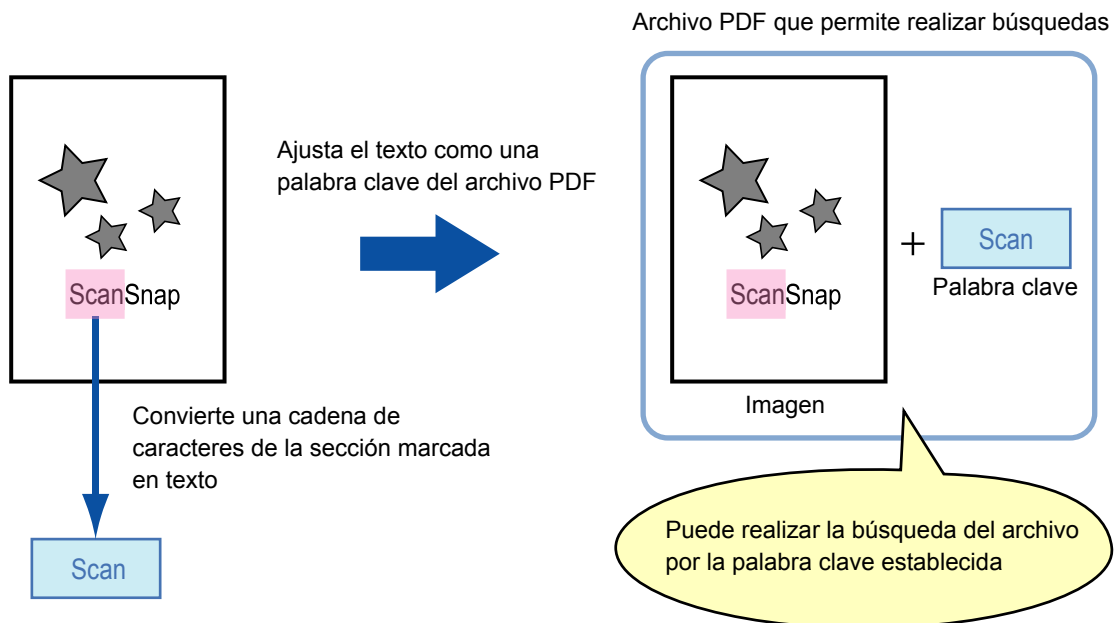 Archivo PDF que permite realizar búsquedas
Ajusta el texto como una
palabra clave del archivo PDF
ScanSnap
Convierte una cadena de
caracteres de la sección marcada
en texto
Scan
ScanSnap
Imagen
+
Scan
Palabra clave
Puede realizar la búsqueda del archivo
por la palabra clave establecida